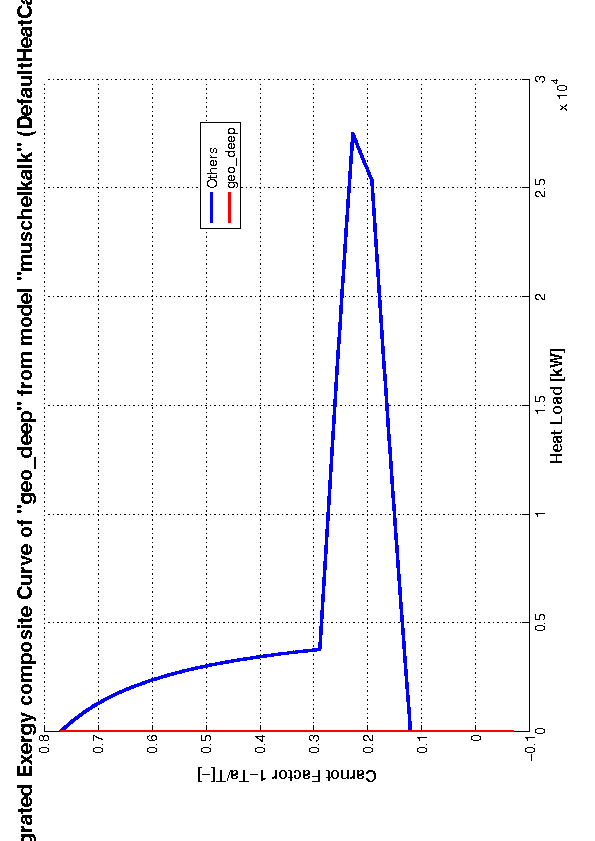 grated Exergy composite Curve of "geo_deep" from model "muschelkalk" (DefaultHeatCa
Others
geo_deep
0.8
0.7
0.6
0.5
0.4
0.3
0.2
0.1
0
−0.1
Carnot Factor 1−Ta/T[−]
0
0.5
1
1.5
2
2.5
3
x 10⁴
Heat Load [kW]